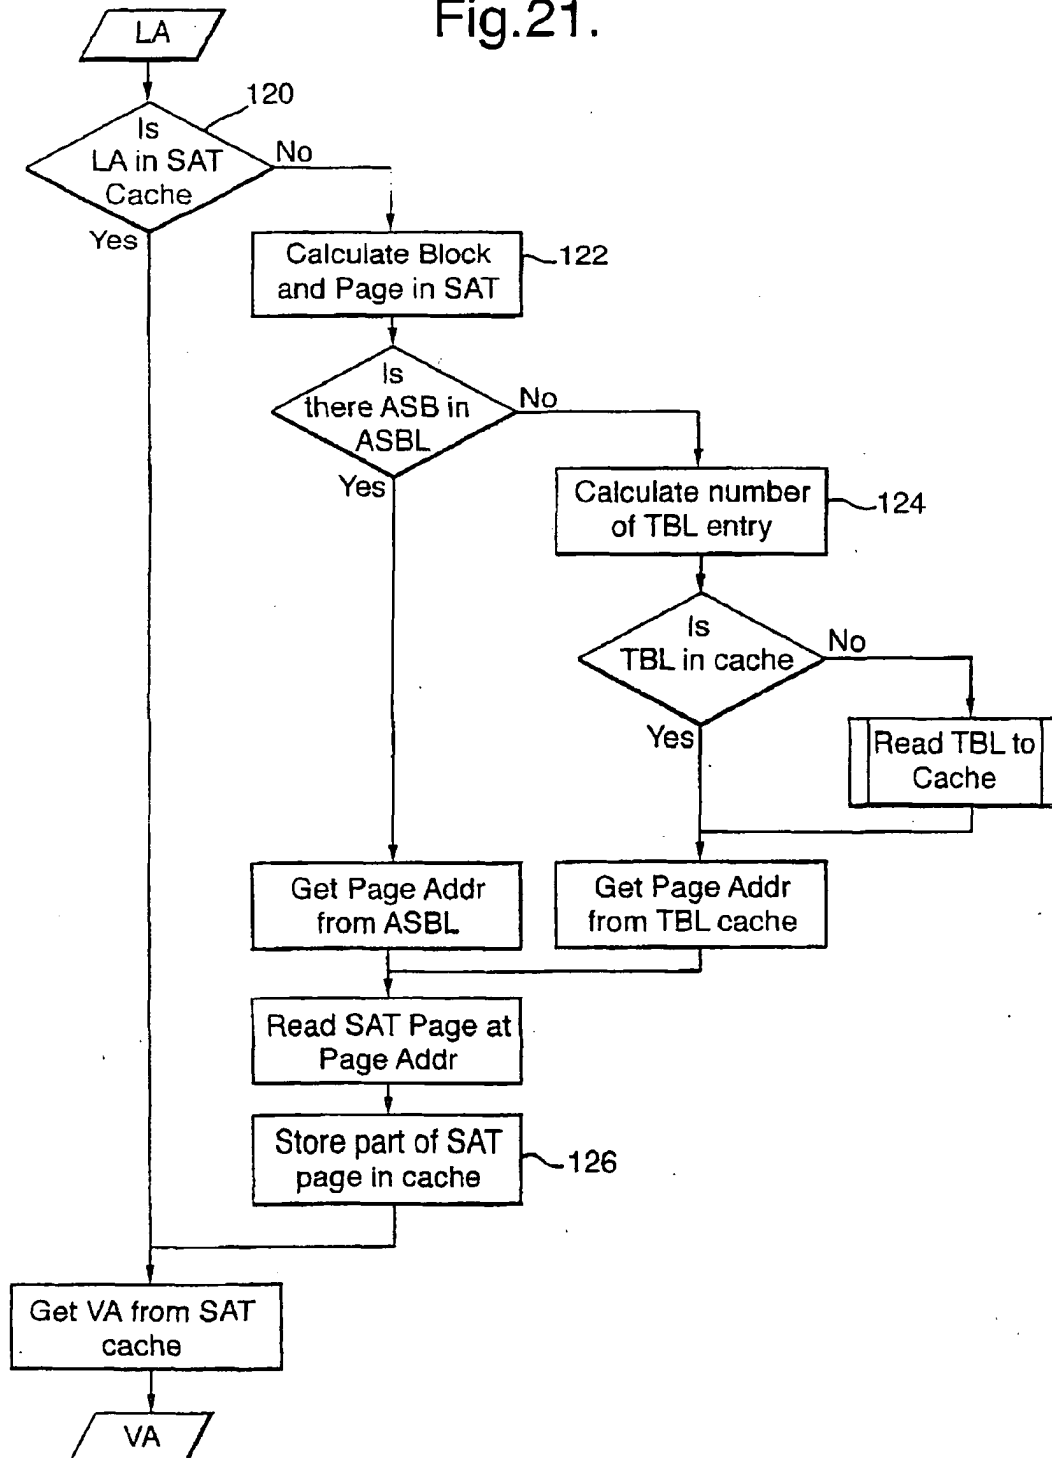 Fig.21.
LA
120
Is
LA in SAT
Cache
No
Yes
Calculate Block
and Page in SAT
122
Is
there ASB in
ASBL
No
Yes
Calculate number
of TBL entry
124
Is
TBL in cache
No
Yes
Read TBL to
Cache
Get Page Addr
from ASBL
Get Page Addr
from TBL cache
Read SAT Page at
Page Addr
Store part of SAT
page in cache
126
Get VA from SAT
cache
VA